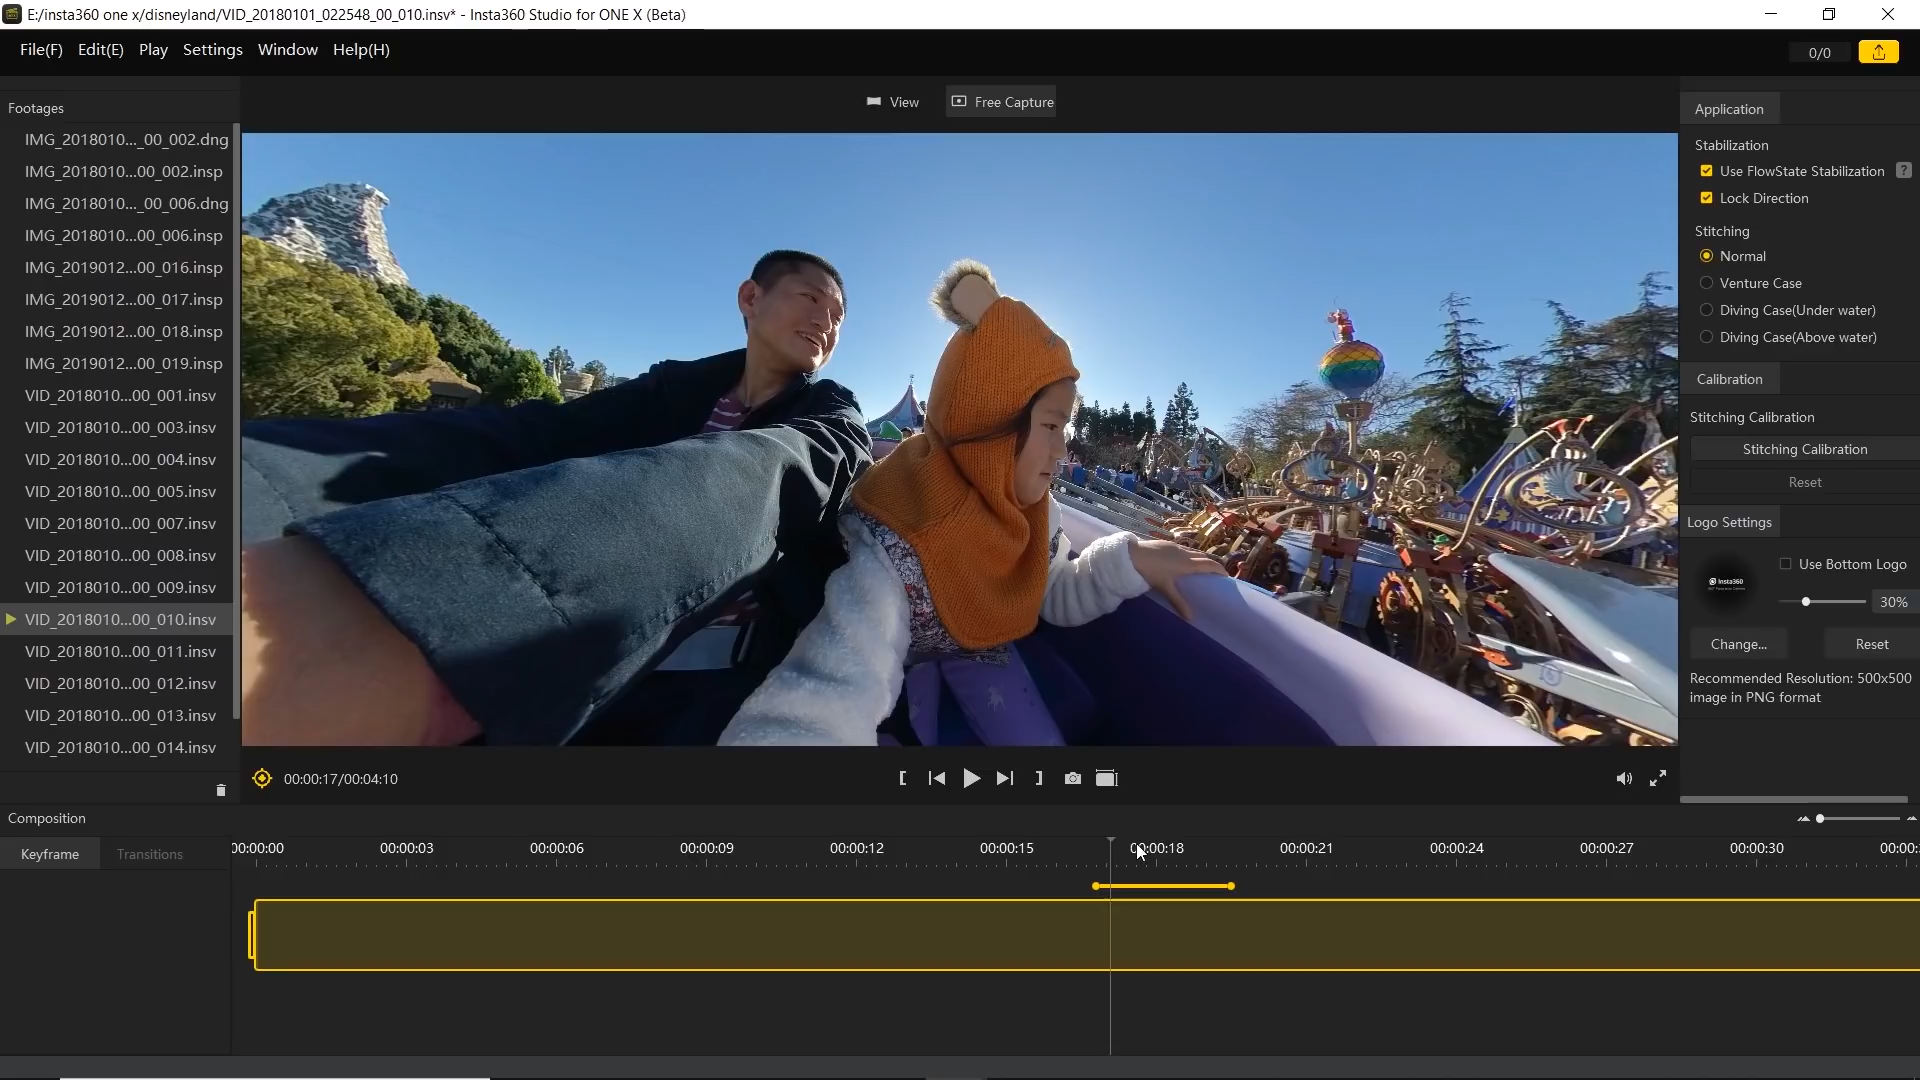 E:/insta360 one x/disneyland/VID_20180101_022548_00_010.insv* - Insta360 Studio for ONE X (Beta)
File(F) Edit(E) Play Settings Window Help(H)
0/0
Footages
View
Free Capture
IMG_2018010..._00_002.dng
IMG_2018010...00_002.insp
IMG_2018010..._00_006.dng
IMG_2018010...00_006.insp
IMG_2019012...00_016.insp
IMG_2019012...00_017.insp
IMG_2019012...00_018.insp
IMG_2019012...00_019.insp
VID_2018010...00_001.insv
VID_2018010...00_003.insv
VID_2018010...00_004.insv
VID_2018010...00_005.insv
VID_2018010...00_007.insv
VID_2018010...00_008.insv
VID_2018010...00_009.insv
VID_2018010...00_010.insv
VID_2018010...00_011.insv
VID_2018010...00_012.insv
VID_2018010...00_013.insv
VID_2018010...00_014.insv
Application
Stabilization
Use FlowState Stabilization ?
Lock Direction
Stitching
Normal
Venture Case
Diving Case(Under water)
Diving Case(Above water)
Calibration
Stitching Calibration
Stitching Calibration
Reset
Logo Settings
Insta360
Use Bottom Logo
30%
Change... Reset
Recommended Resolution: 500x500
image in PNG format
00:00:17/00:04:10
Composition
Keyframe Transitions
00:00:00 00:00:03 00:00:06 00:00:09 00:00:12 00:00:15 00:00:18 00:00:21 00:00:24 00:00:27 00:00:30 00:00: